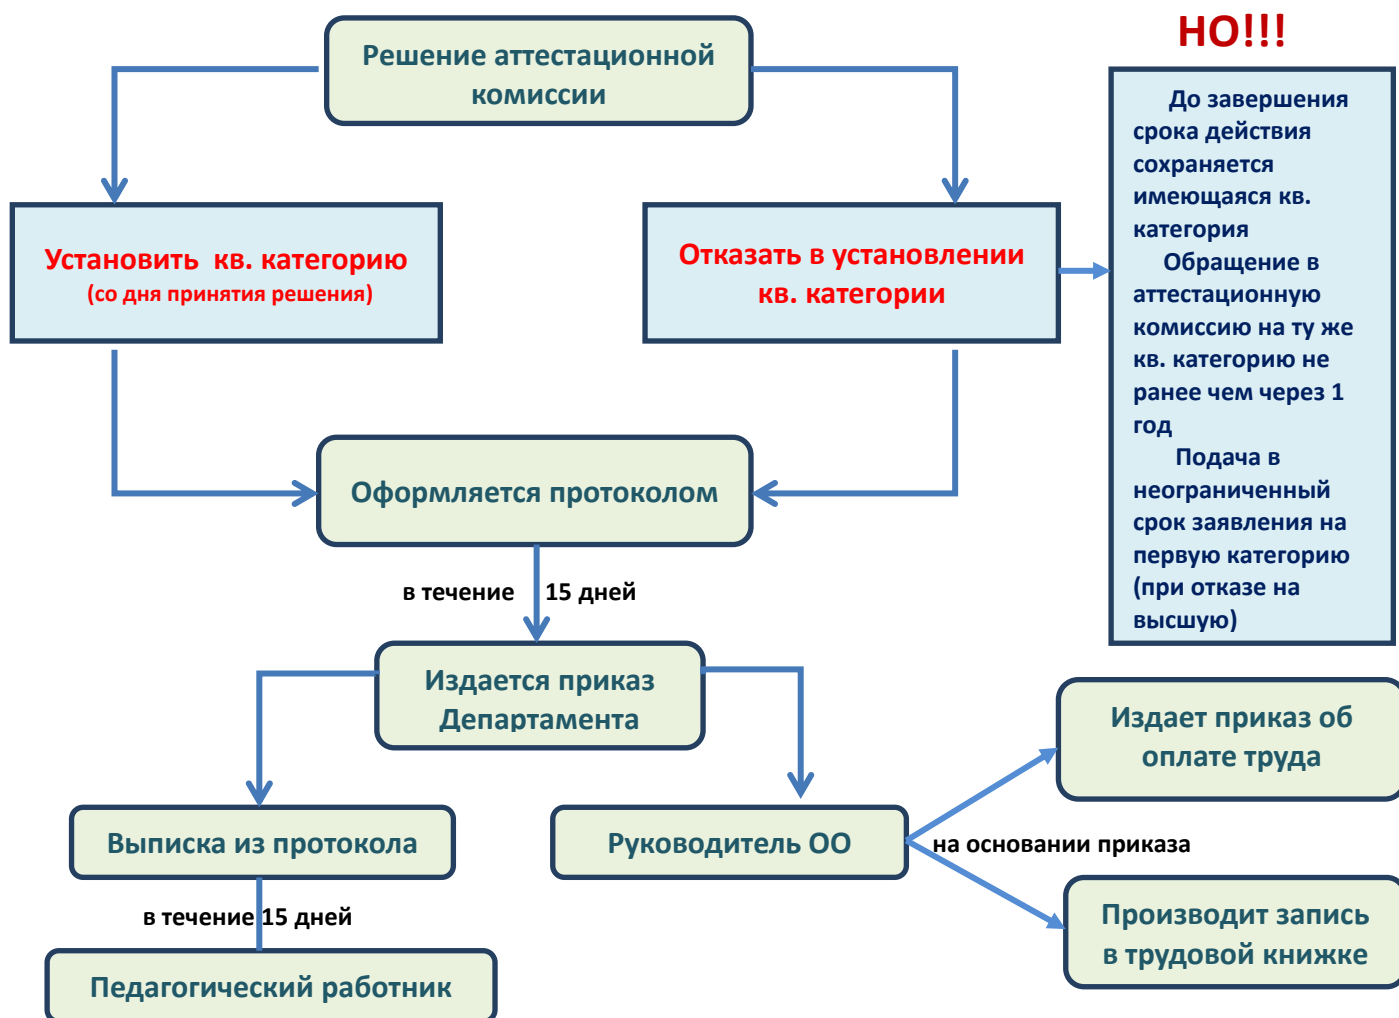 НО!!!
Решение аттестационной
комиссии
До завершения
срока действия
сохраняется
имеющаяся кв.
категория
Обращение в
аттестационную
комиссию на ту же
кв. категорию не
ранее чем через 1
год
Подача в
неограниченный
срок заявления на
первую категорию
(при отказе на
высшую)
Установить кв. категорию
(со дня принятия решения)
Отказать в установлении
кв. категории
Оформляется протоколом
в течение 15 дней
Издается приказ
Департамента
Выписка из протокола
в течение 15 дней
Педагогический работник
Руководитель ОО
на основании приказа
Издает приказ об
оплате труда
Производит запись
в трудовой книжке